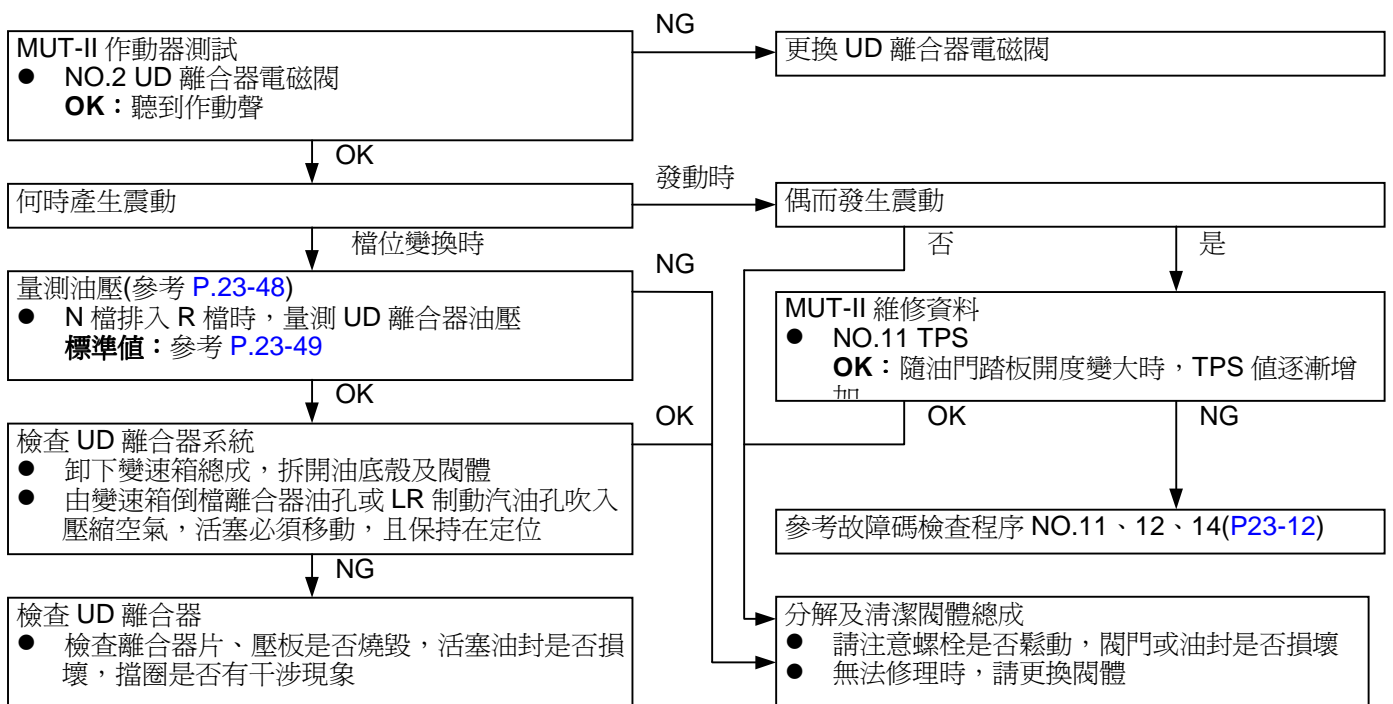 NG
MUT-II 作動器測試
● NO.2 UD 離合器電磁閥
OK：聽到作動聲
更換 UD 離合器電磁閥
OK
發動時
何時產生震動
偶而發生震動
檔位變換時
否
是
NG
量測油壓(參考 P.23-48)
● N 檔排入 R 檔時，量測 UD 離合器油壓
標準值：參考 P.23-49
MUT-II 維修資料
● NO.11 TPS
OK：隨油門踏板開度變大時，TPS 值逐漸增
加
OK
OK
OK
NG
檢查 UD 離合器系統
● 卸下變速箱總成，拆開油底殼及閥體
● 由變速箱倒檔離合器油孔或 LR 制動汽油孔吹入
壓縮空氣，活塞必須移動，且保持在定位
參考故障碼檢查程序 NO.11、12、14(P23-12)
NG
檢查 UD 離合器
● 檢查離合器片、壓板是否燒毀，活塞油封是否損
壞，擋圈是否有干涉現象
分解及清潔閥體總成
● 請注意螺栓是否鬆動，閥門或油封是否損壞
● 無法修理時，請更換閥體